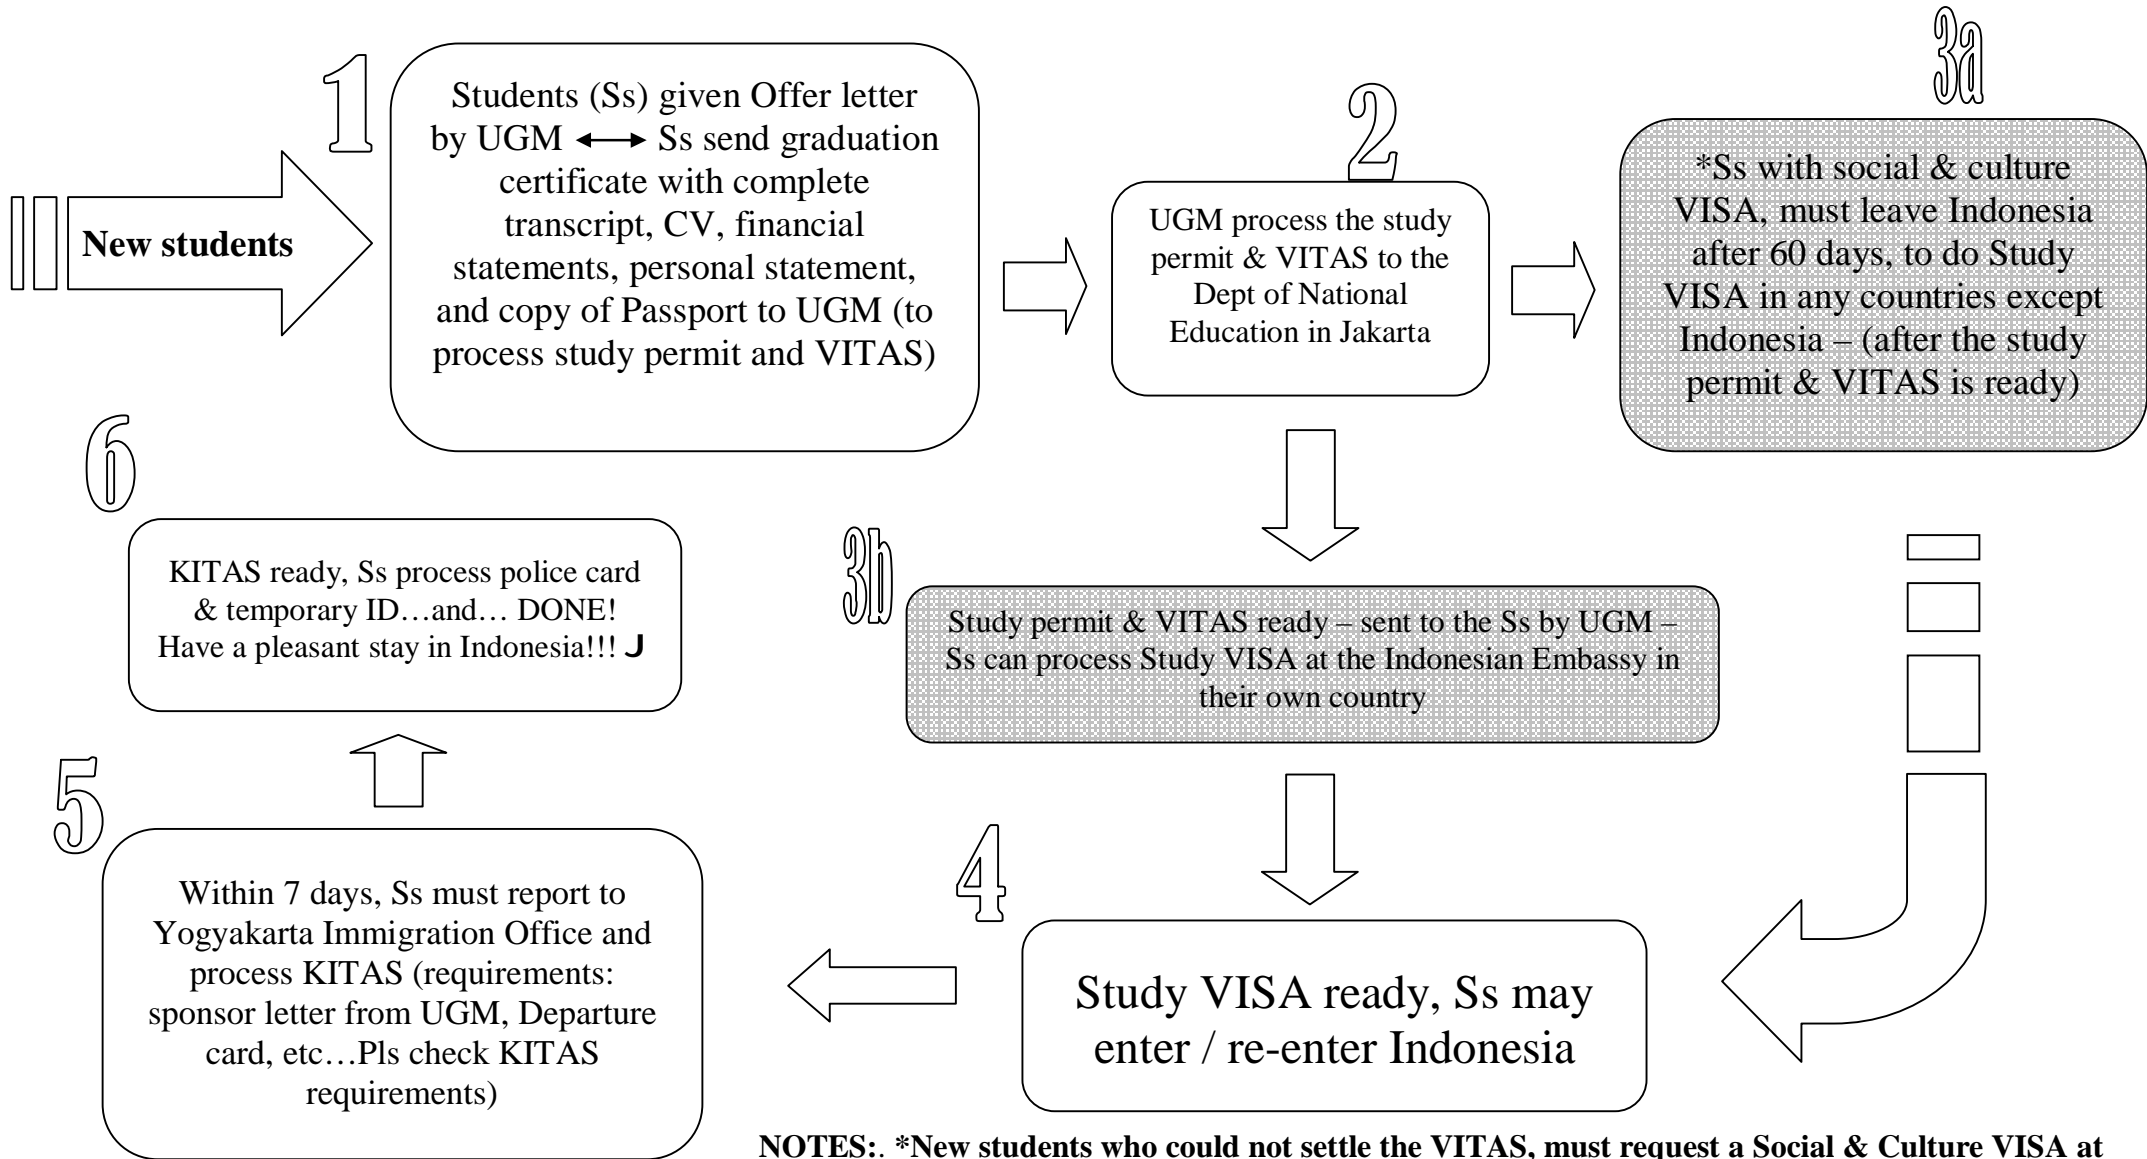 New students
1
Students (Ss) given Offer letter
by UGM ↔ Ss send graduation
certificate with complete
transcript, CV, financial
statements, personal statement,
and copy of Passport to UGM (to
process study permit and VITAS)
2
UGM process the study
permit & VITAS to the
Dept of National
Education in Jakarta
3a
*Ss with social & culture
VISA, must leave Indonesia
after 60 days, to do Study
VISA in any countries except
Indonesia – (after the study
permit & VITAS is ready)
3b
Study permit & VITAS ready – sent to the Ss by UGM –
Ss can process Study VISA at the Indonesian Embassy in
their own country
4
Study VISA ready, Ss may
enter / re-enter Indonesia
5
Within 7 days, Ss must report to
Yogyakarta Immigration Office and
process KITAS (requirements:
sponsor letter from UGM, Departure
card, etc…Pls check KITAS
requirements)
6
KITAS ready, Ss process police card
& temporary ID…and… DONE!
Have a pleasant stay in Indonesia!!! J
NOTES:. *New students who could not settle the VITAS, must request a Social & Culture VISA at